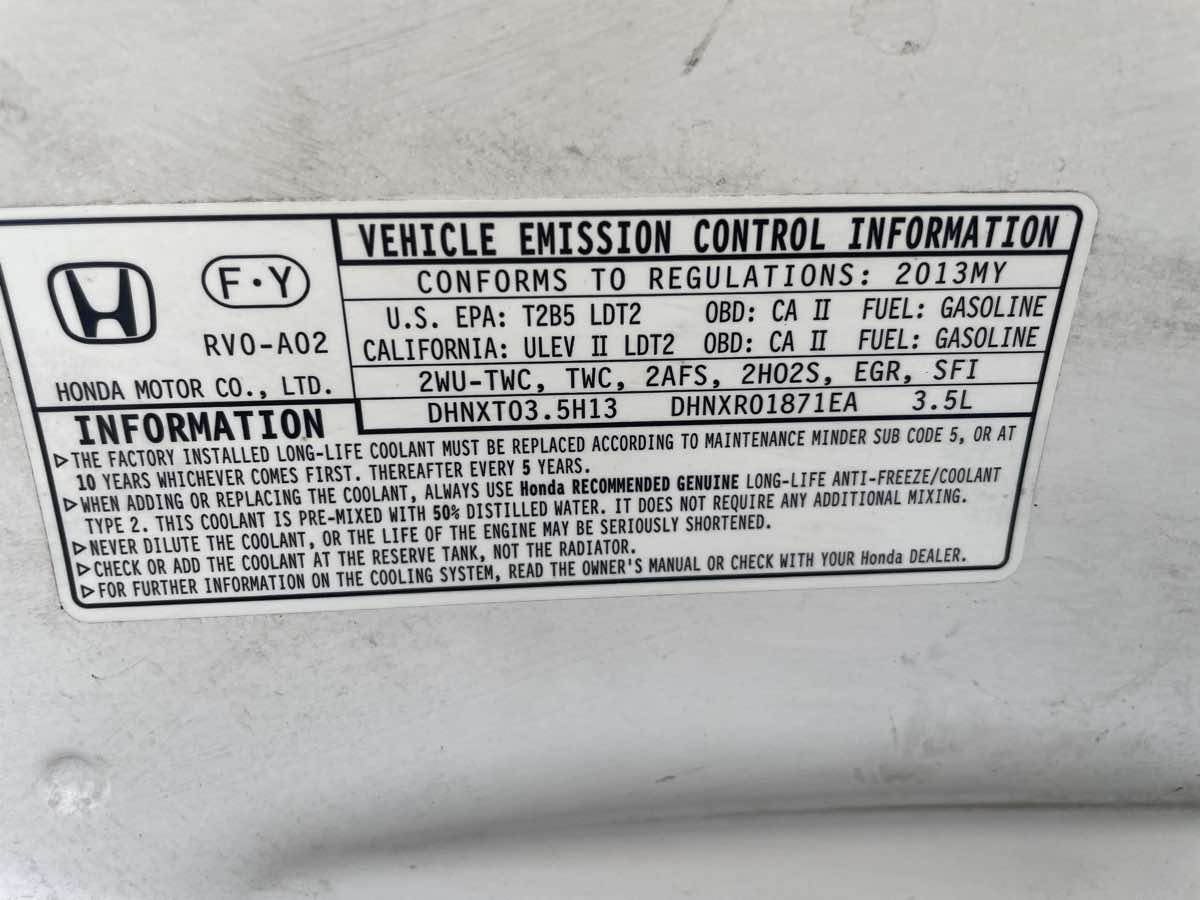 F·Y
RV0-A02
HONDA MOTOR CO., LTD.
VEHICLE EMISSION CONTROL INFORMATION
CONFORMS TO REGULATIONS: 2013MY
U.S. EPA: T2B5 LDT2 OBD: CA II FUEL: GASOLINE
CALIFORNIA: ULEV II LDT2 OBD: CA II FUEL: GASOLINE
2WU-TWC, TWC, 2AFS, 2HO2S, EGR, SFI
DHNXT03.5H13 DHNXR01871EA 3.5L
INFORMATION
▷THE FACTORY INSTALLED LONG-LIFE COOLANT MUST BE REPLACED ACCORDING TO MAINTENANCE MINDER SUB CODE 5, OR AT
10 YEARS WHICHEVER COMES FIRST. THEREAFTER EVERY 5 YEARS.
▷WHEN ADDING OR REPLACING THE COOLANT, ALWAYS USE Honda RECOMMENDED GENUINE LONG-LIFE ANTI-FREEZE/COOLANT
TYPE 2. THIS COOLANT IS PRE-MIXED WITH 50% DISTILLED WATER. IT DOES NOT REQUIRE ANY ADDITIONAL MIXING.
▷NEVER DILUTE THE COOLANT, OR THE LIFE OF THE ENGINE MAY BE SERIOUSLY SHORTENED.
▷CHECK OR ADD THE COOLANT AT THE RESERVE TANK, NOT THE RADIATOR.
▷FOR FURTHER INFORMATION ON THE COOLING SYSTEM, READ THE OWNER'S MANUAL OR CHECK WITH YOUR Honda DEALER.